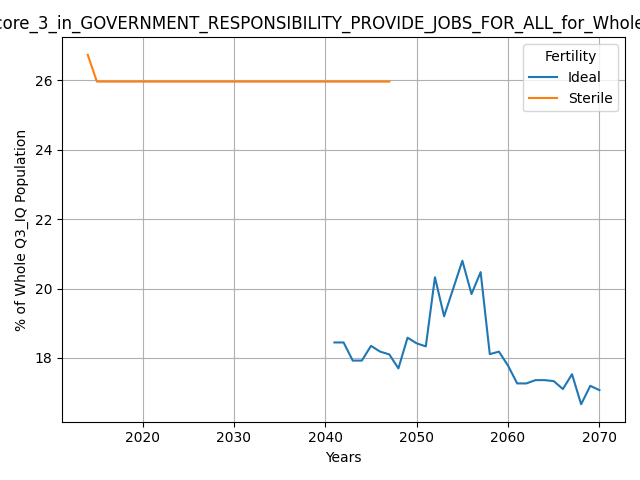 core_3_in_GOVERNMENT_RESPONSIBILITY_PROVIDE_JOBS_FOR_ALL_for_Whole
Fertility
Ideal
Sterile
% of Whole Q3_IQ Population
26
24
22
20
18
2020
2030
2040
2050
2060
2070
Years